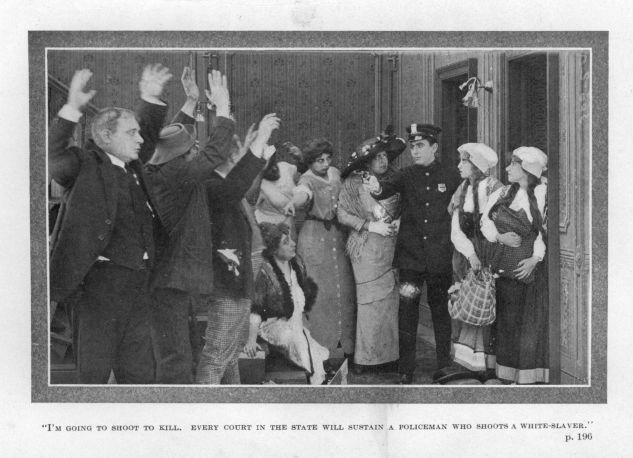 "I'M GOING TO SHOOT TO KILL. EVERY COURT IN THE STATE WILL SUSTAIN A POLICEMAN WHO SHOOTS A WHITE-SLAVER."
p. 196